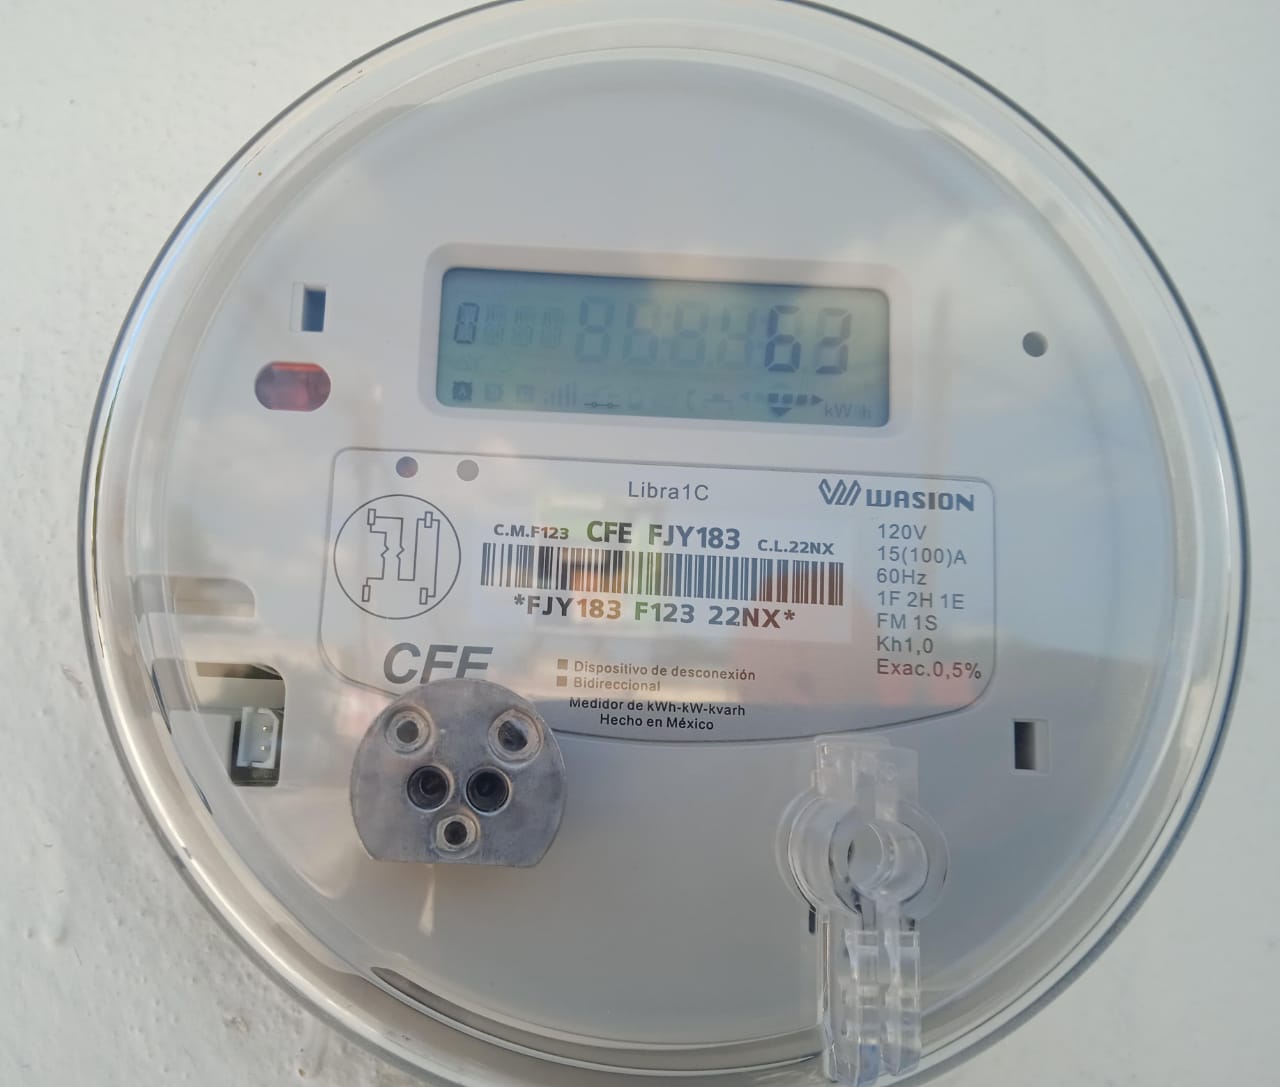 63
kWh
Libra1C
WASION
C.M.F123 CFE FJY183 C.L.22NX
*FJY183 F123 22NX*
120V
15(100)A
60Hz
1F 2H 1E
FM 1S
Kh1,0
Exac.0,5%
CFE
Dispositivo de desconexión
Bidireccional
Medidor de kWh-kW-kvarh
Hecho en México